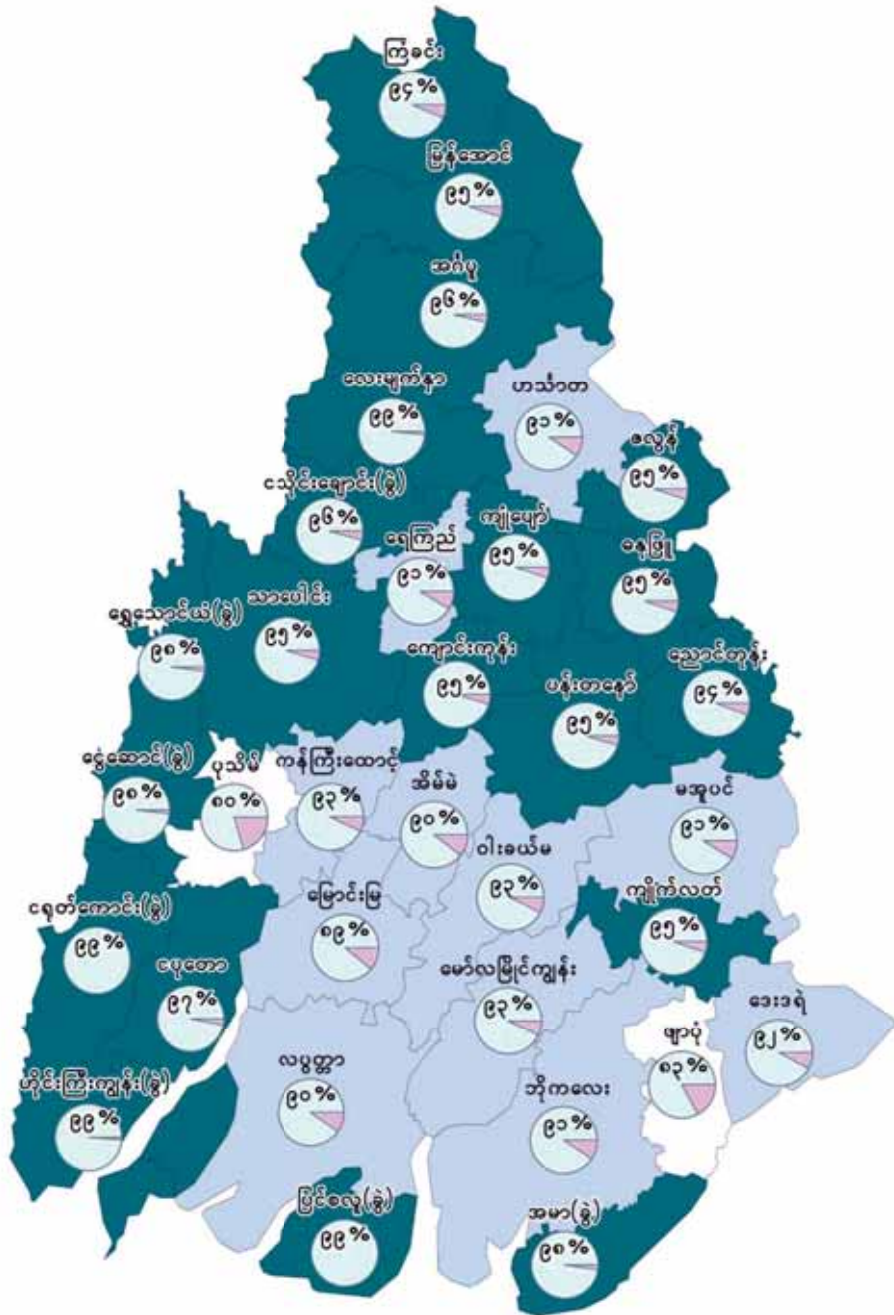 ကြံခင်း
၉၄%
မြန်အောင်
၉၅%
အင်္ဂပူ
၉၆%
လေးမျက်နှာ
၉၉%
ဟင်္သာတ
၉၁%
ဇလွန်
၉၅%
ငသိုင်းချောင်း(ခွဲ)
၉၆%
ရေကြည်
၉၁%
ကျုံပျော်
၉၅%
ဓနုဖြူ
၉၅%
ရွှေသောင်ယံ(ခွဲ)
၉၈%
သာပေါင်း
၉၅%
ကျောင်းကုန်း
၉၅%
ပန်းတနော်
၉၅%
ညောင်တုန်း
၉၄%
ငွေဆောင်(ခွဲ)
၉၈%
ပုသိမ်
၈၀%
ကန်ကြီးထောင့်
၉၃%
အိမ်မဲ
၉၀%
ဝါးခယ်မ
၉၃%
မအူပင်
၉၁%
ငရုတ်ကောင်း(ခွဲ)
၉၉%
ငပုတော
၉၇%
မြောင်းမြ
၈၉%
မော်လမြိုင်ကျွန်း
၉၃%
ကျိုက်လတ်
၉၅%
ဒေးဒရဲ
၉၂%
ဟိုင်းကြီးကျွန်း(ခွဲ)
၉၉%
လပွတ္တာ
၉၀%
ဘိုကလေး
၉၁%
ဖျာပုံ
၈၃%
ပြင်စလူ(ခွဲ)
၉၉%
အမာ(ခွဲ)
၉၈%